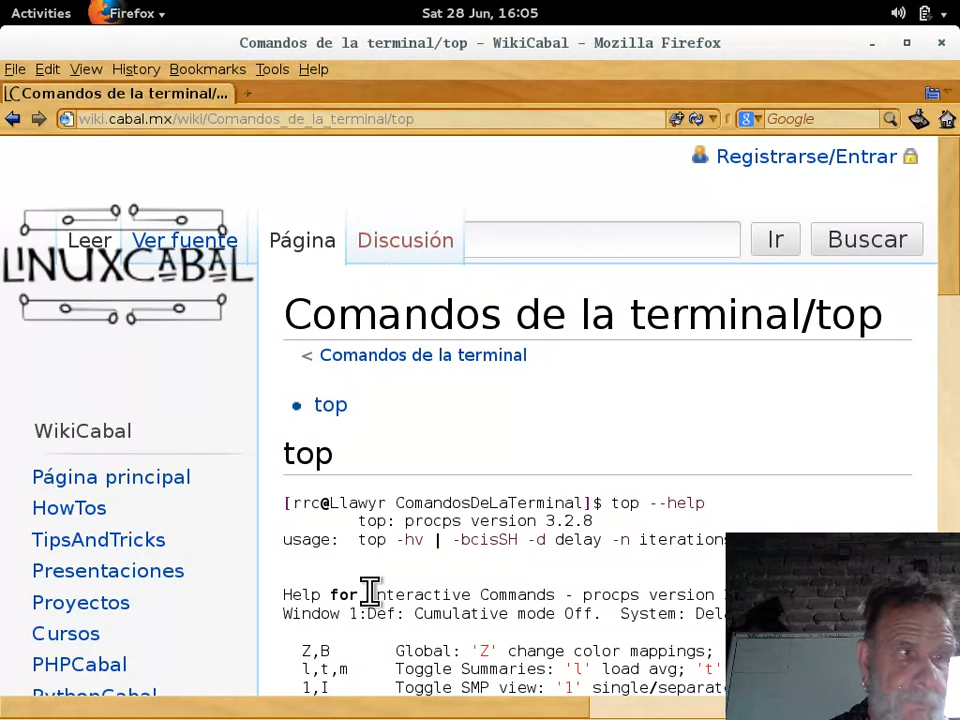 Activities Firefox Sat 28 Jun, 16:05
Comandos de la terminal/top - WikiCabal - Mozilla Firefox
File Edit View History Bookmarks Tools Help
Comandos de la terminal/...
wiki.cabal.mx/wiki/Comandos_de_la_terminal/top Google
Registrarse/Entrar
LINUXCABAL
Leer Ver fuente Página Discusión Ir Buscar
Comandos de la terminal/top
< Comandos de la terminal
• top
top
WikiCabal
Página principal
HowTos
TipsAndTricks
Presentaciones
Proyectos
Cursos
PHPCabal
PythonCabal
[rrc@Llawyr ComandosDeLaTerminal]$ top --help
top: procps version 3.2.8
usage: top -hv | -bcisSH -d delay -n iterations
Help for Interactive Commands - procps version
Window 1:Def: Cumulative mode Off. System:
Z,B Global: 'Z' change color mappings;
l,t,m Toggle Summaries: 'l' load avg; 't'
1,I Toggle SMP view: '1' single/separate